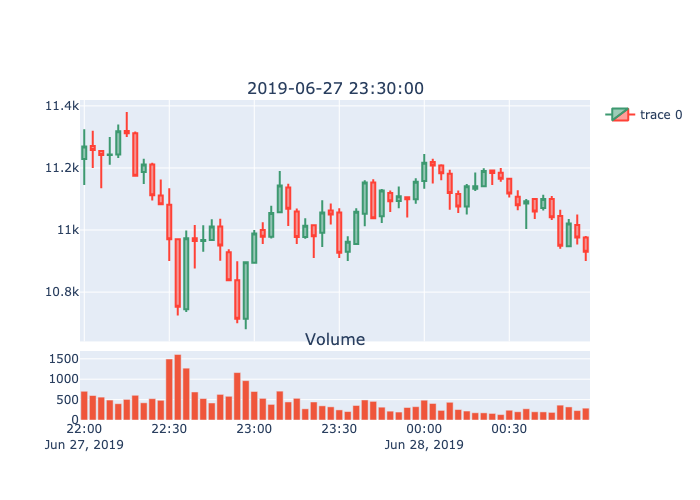 2019-06-27 23:30:00
11.4k
trace 0
11.2k
11k
10.8k
Volume
1500
1000
500
0
22:00 22:30 23:00 23:30 00:00 00:30
Jun 27, 2019 Jun 28, 2019